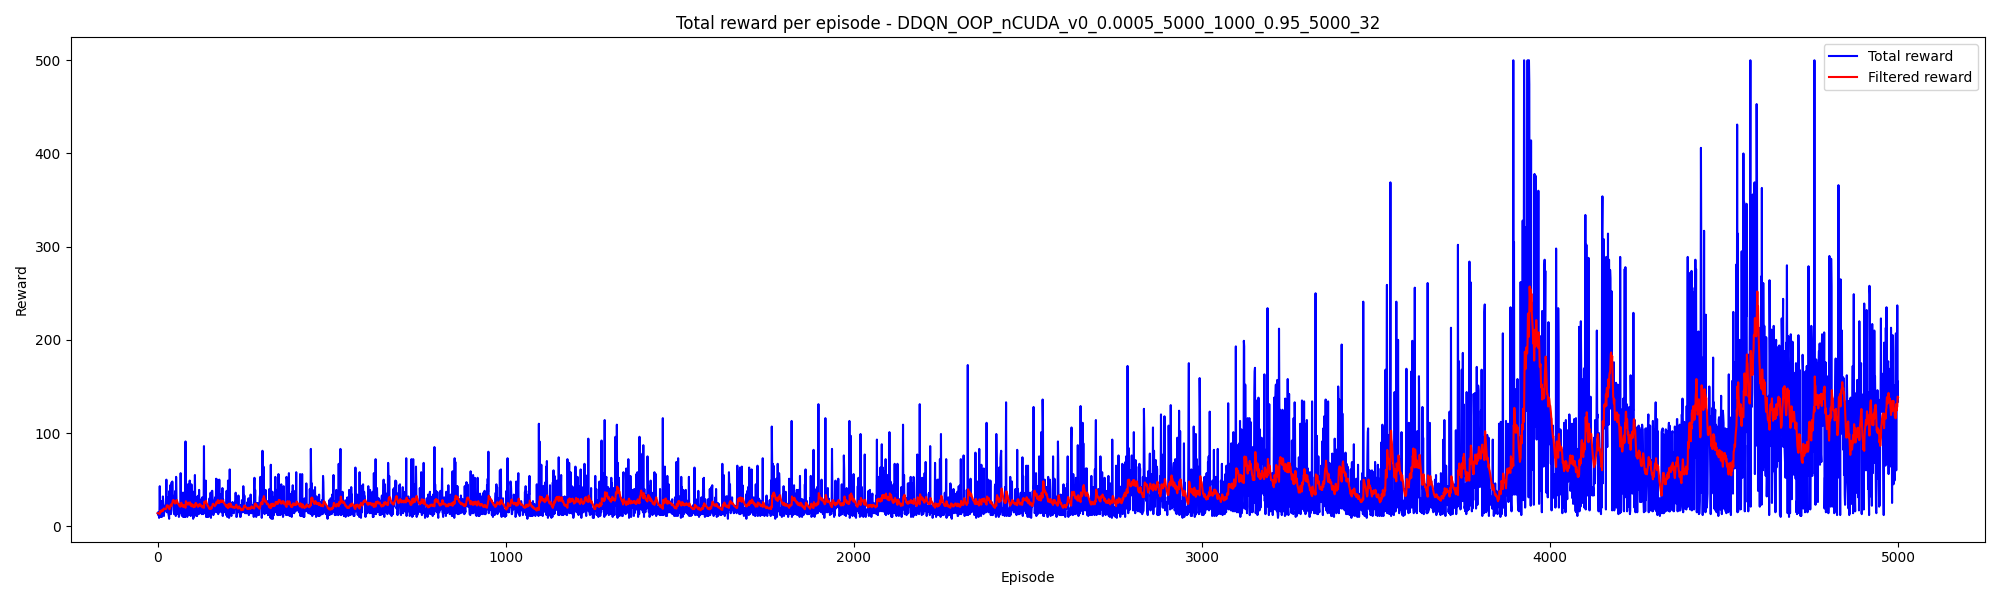 Total reward per episode - DDQN_OOP_nCUDA_v0_0.0005_5000_1000_0.95_5000_32
Total reward
Filtered reward
500
400
300
200
100
0
Reward
0 1000 2000 3000 4000 5000
Episode